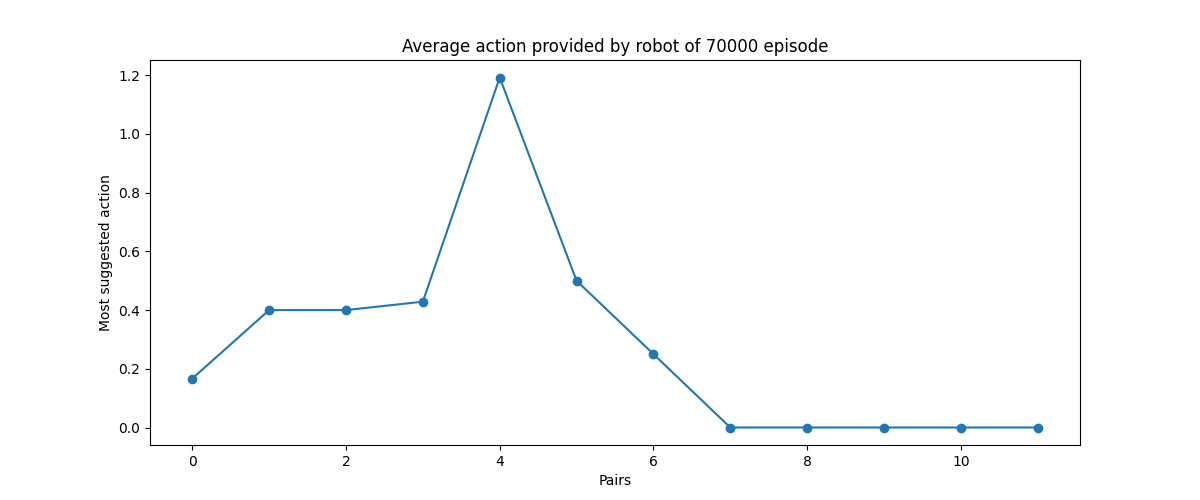 Average action provided by robot of 70000 episode
1.2
1.0
0.8
0.6
0.4
0.2
0.0
Most suggested action
0 2 4 6 8 10
Pairs